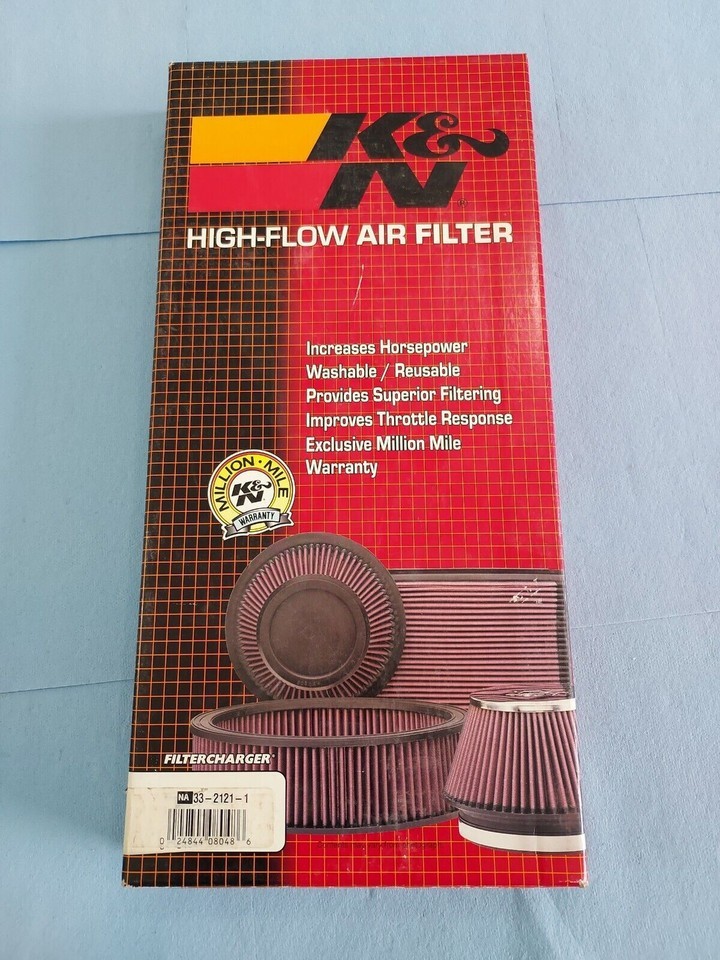 K&N®
HIGH-FLOW AIR FILTER
Increases Horsepower
Washable / Reusable
Provides Superior Filtering
Improves Throttle Response
Exclusive Million Mile
Warranty
MILLION·MILE
K&N
WARRANTY
FILTERCHARGER®
NA 33-2121-1
0 24844 08048 6